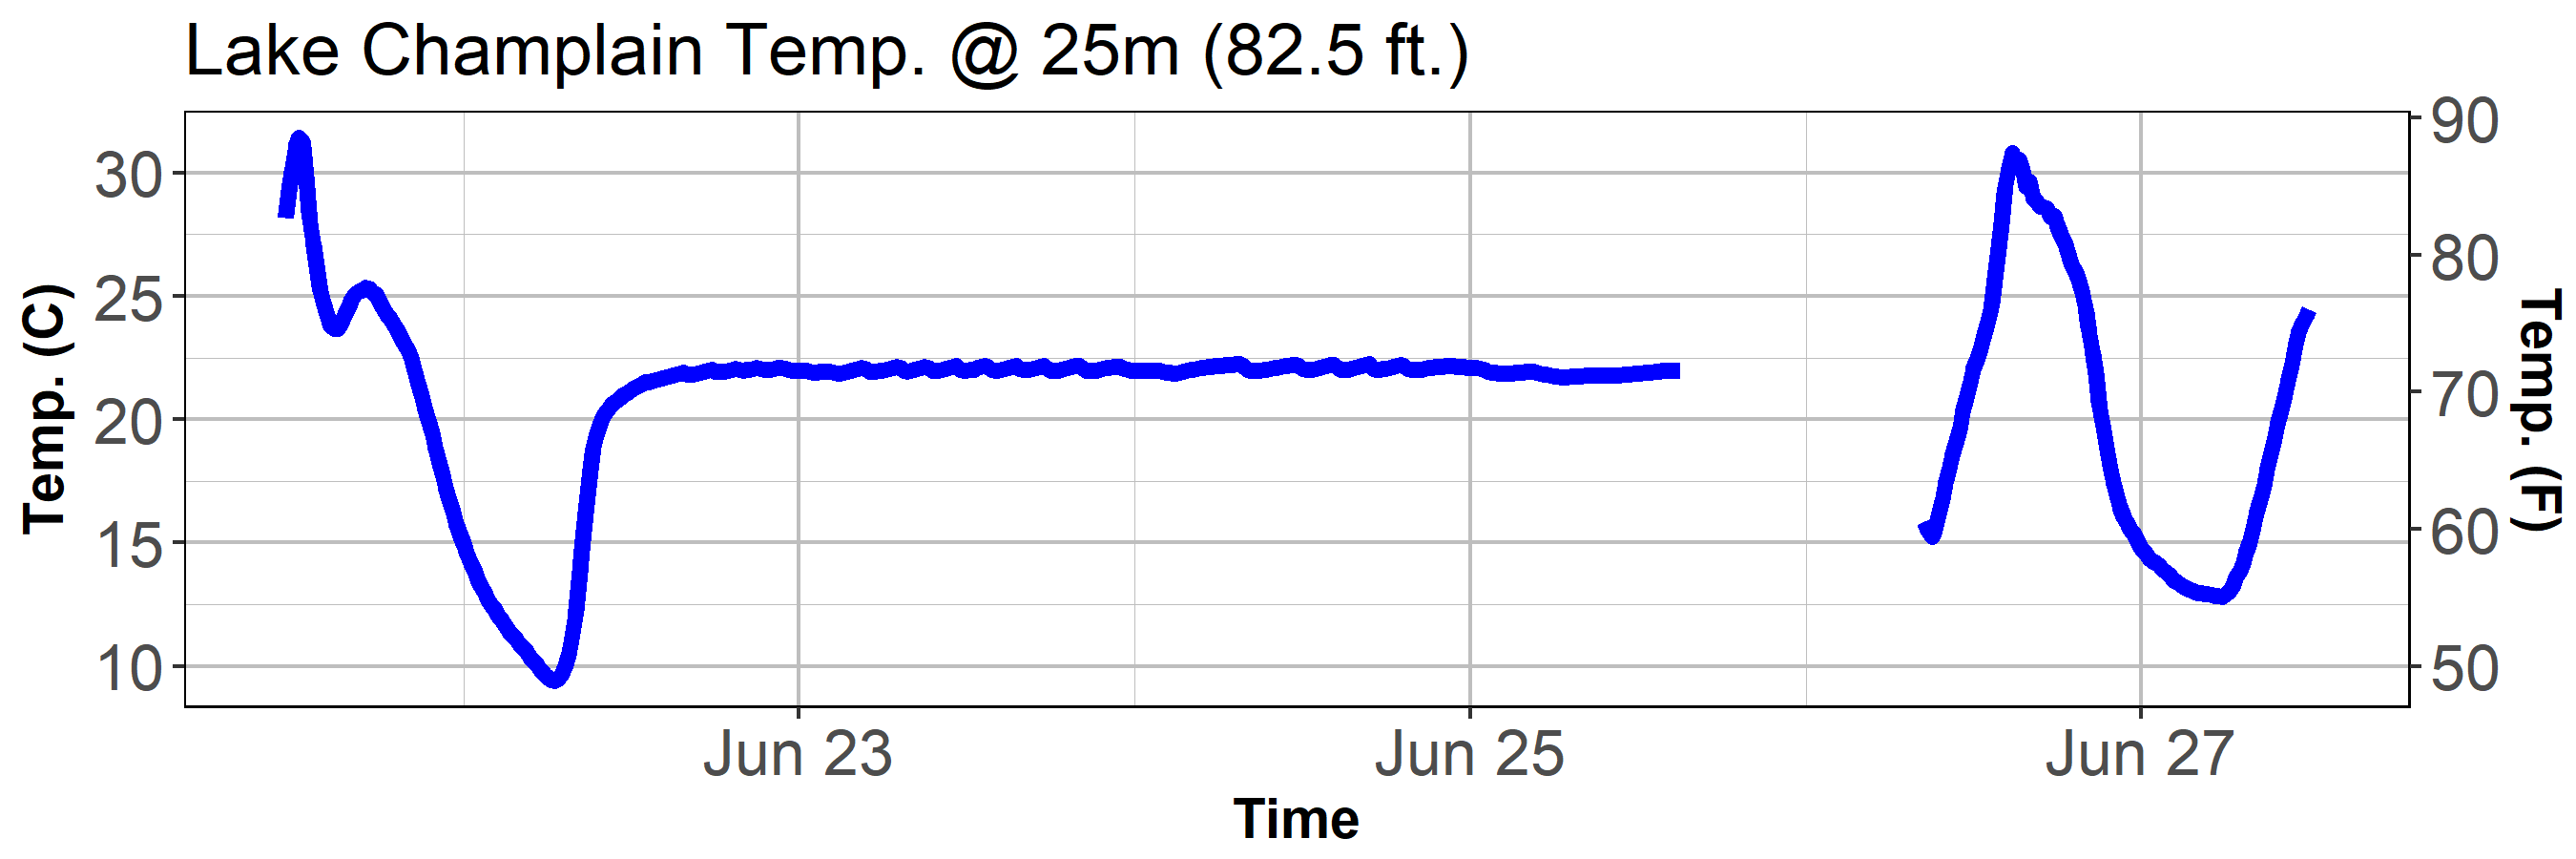 Lake Champlain Temp. @ 25m (82.5 ft.)
Temp. (C)
30
25
20
15
10
90
80
70
60
50
Temp. (F)
Jun 23
Jun 25
Jun 27
Time